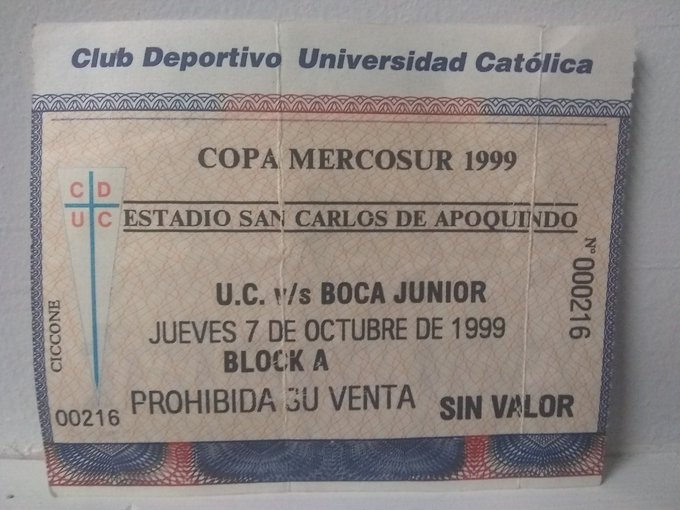 Club Deportivo Universidad Católica
COPA MERCOSUR 1999
C D
U C
ESTADIO SAN CARLOS DE APOQUINDO
U.C. v/s BOCA JUNIOR
JUEVES 7 DE OCTUBRE DE 1999
BLOCK A
PROHIBIDA SU VENTA
SIN VALOR
00216
CICCONE
Nº 000216